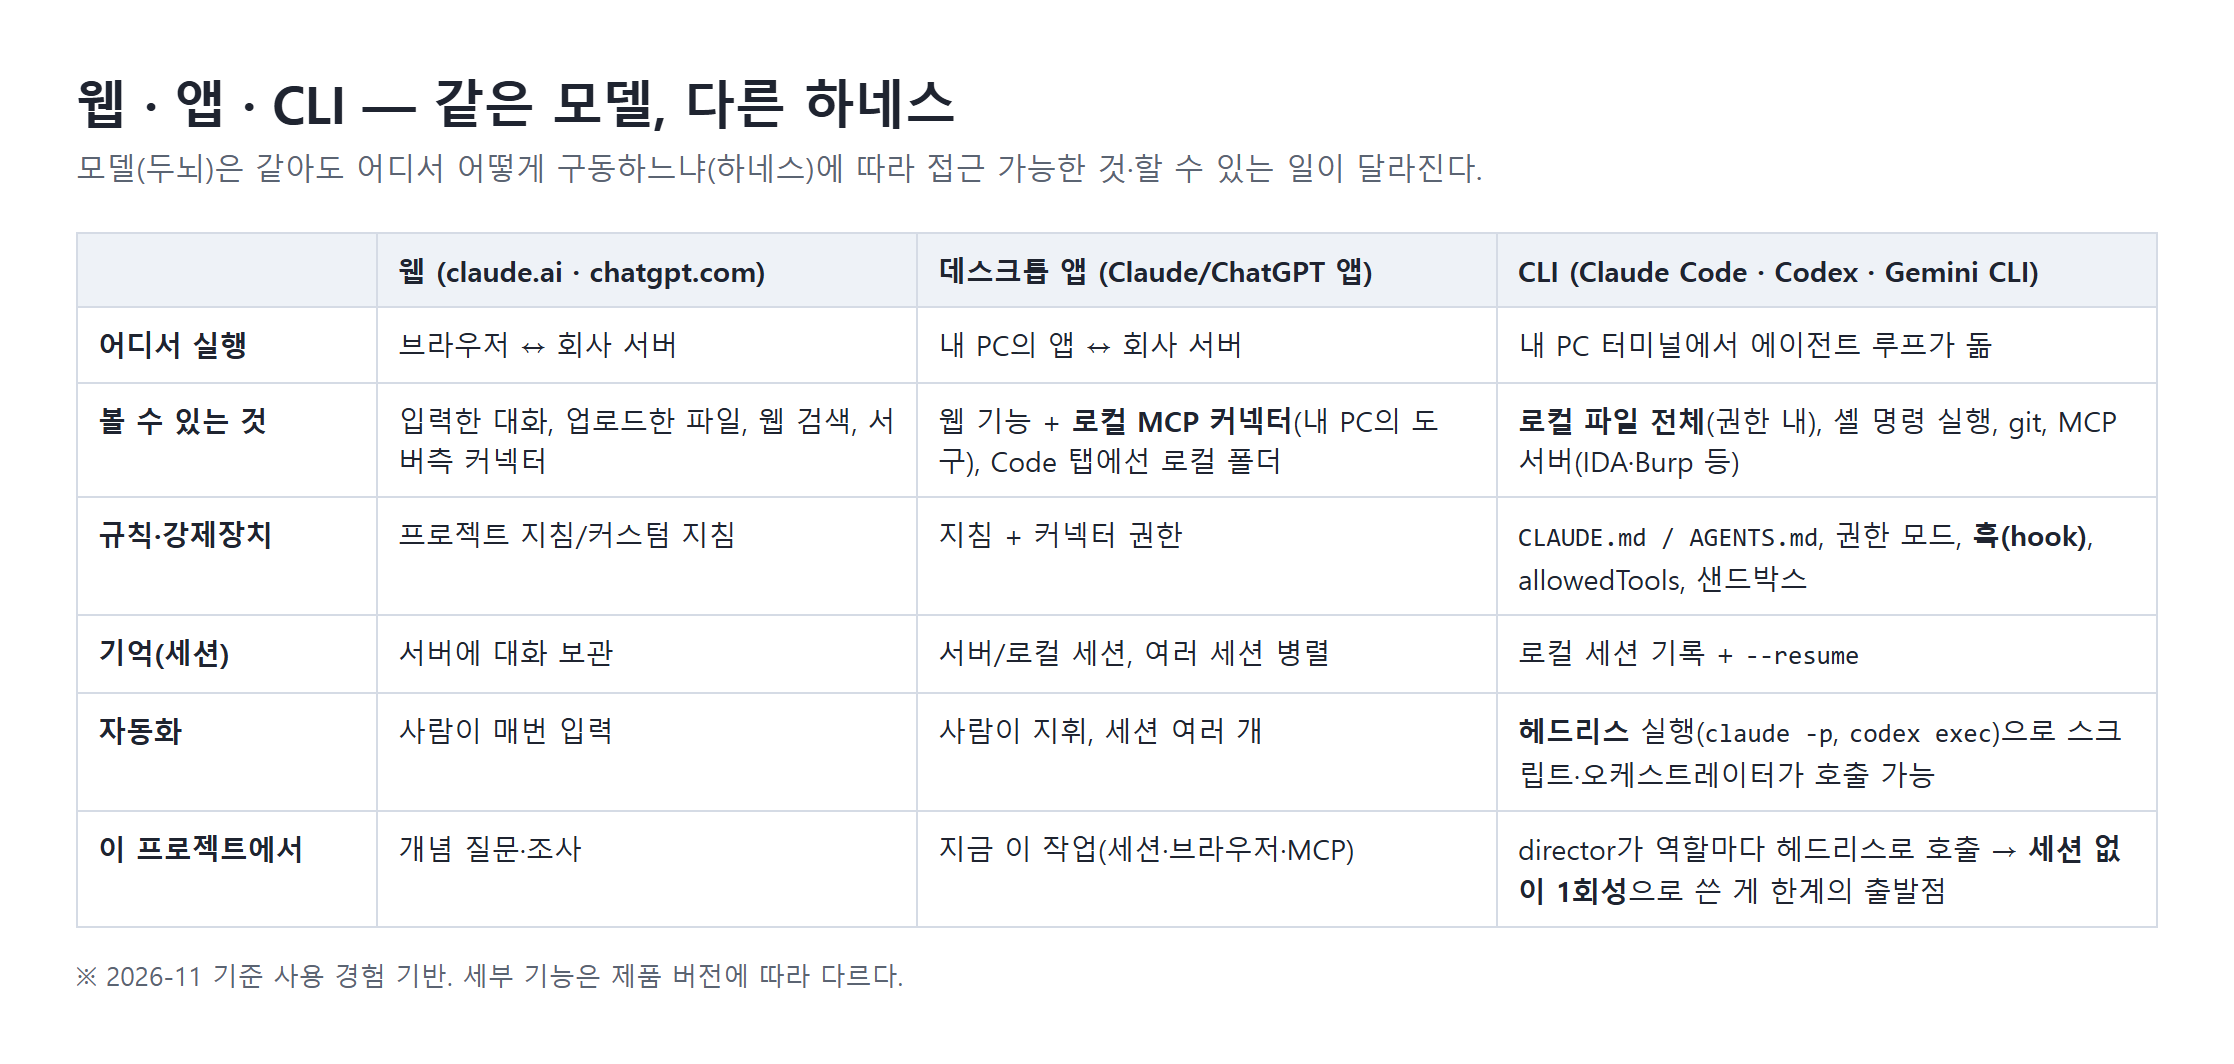 웹 · 앱 · CLI — 같은 모델, 다른 하네스
모델(두뇌)은 같아도 어디서 어떻게 구동하느냐(하네스)에 따라 접근 가능한 것·할 수 있는 일이 달라진다.
웹 (claude.ai · chatgpt.com)
데스크톱 앱 (Claude/ChatGPT 앱)
CLI (Claude Code · Codex · Gemini CLI)
어디서 실행
브라우저 ↔ 회사 서버
내 PC의 앱 ↔ 회사 서버
내 PC 터미널에서 에이전트 루프가 돎
볼 수 있는 것
입력한 대화, 업로드한 파일, 웹 검색, 서
버측 커넥터
웹 기능 + 로컬 MCP 커넥터(내 PC의 도
구), Code 탭에선 로컬 폴더
로컬 파일 전체(권한 내), 셸 명령 실행, git, MCP
서버(IDA·Burp 등)
규칙·강제장치
프로젝트 지침/커스텀 지침
지침 + 커넥터 권한
CLAUDE.md / AGENTS.md, 권한 모드, 훅(hook),
allowedTools, 샌드박스
기억(세션)
서버에 대화 보관
서버/로컬 세션, 여러 세션 병렬
로컬 세션 기록 + --resume
자동화
사람이 매번 입력
사람이 지휘, 세션 여러 개
헤드리스 실행(claude -p, codex exec)으로 스크
립트·오케스트레이터가 호출 가능
이 프로젝트에서
개념 질문·조사
지금 이 작업(세션·브라우저·MCP)
director가 역할마다 헤드리스로 호출 → 세션 없
이 1회성으로 쓴 게 한계의 출발점
※ 2026-11 기준 사용 경험 기반. 세부 기능은 제품 버전에 따라 다르다.